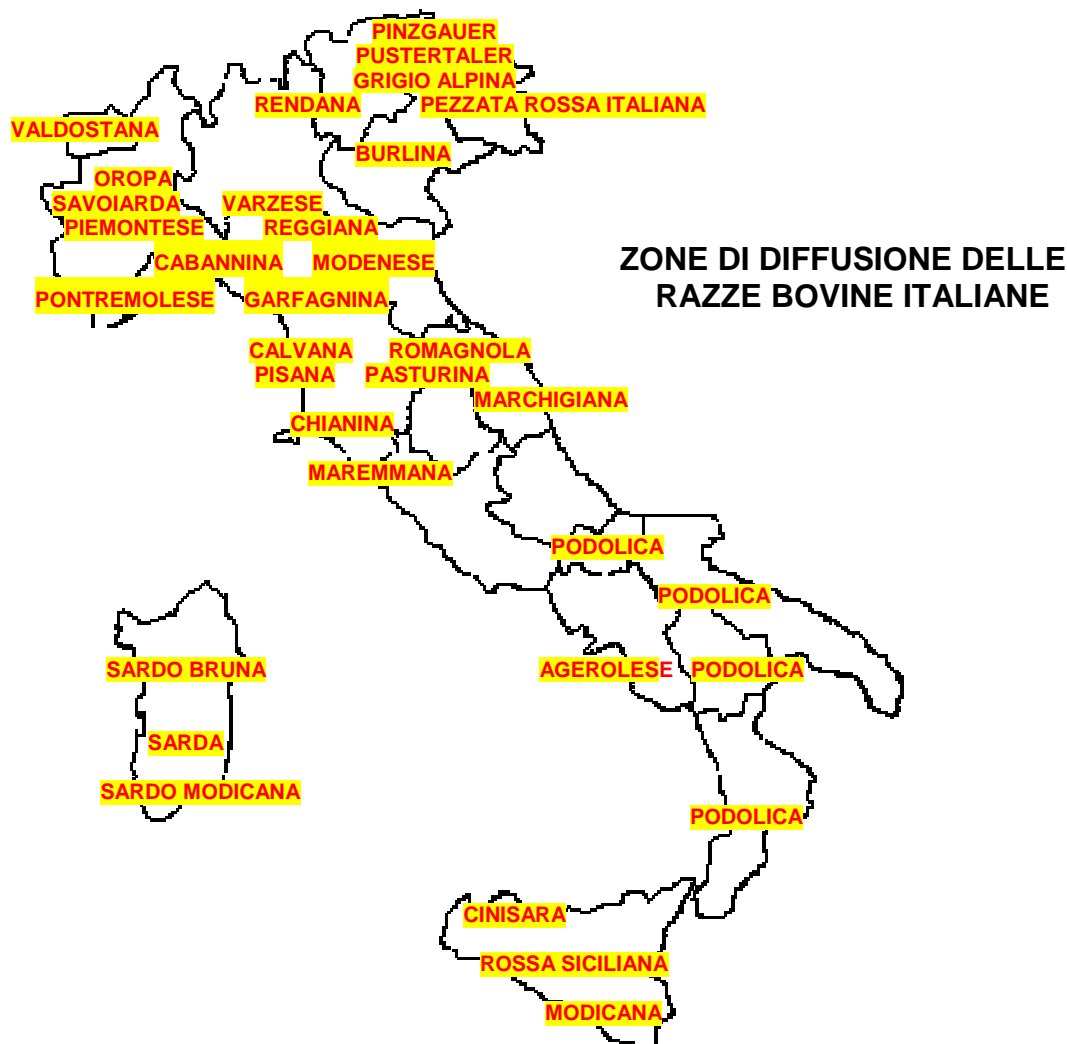 PINZGAUER
PUSTERTALER
GRIGIO ALPINA
RENDANA
PEZZATA ROSSA ITALIANA
VALDOSTANA
BURLINA
OROPA
SAVOIARDA
VARZESE
PIEMONTESE
REGGIANA
CABANNINA
MODENESE
ZONE DI DIFFUSIONE DELLE
RAZZE BOVINE ITALIANE
PONTREMOLESE
GARFAGNINA
CALVANA
ROMAGNOLA
PISANA
PASTURINA
MARCHIGIANA
CHIANINA
MAREMMANA
PODOLICA
PODOLICA
SARDO BRUNA
AGEROLESE
PODOLICA
SARDA
SARDO MODICANA
PODOLICA
CINISARA
ROSSA SICILIANA
MODICANA